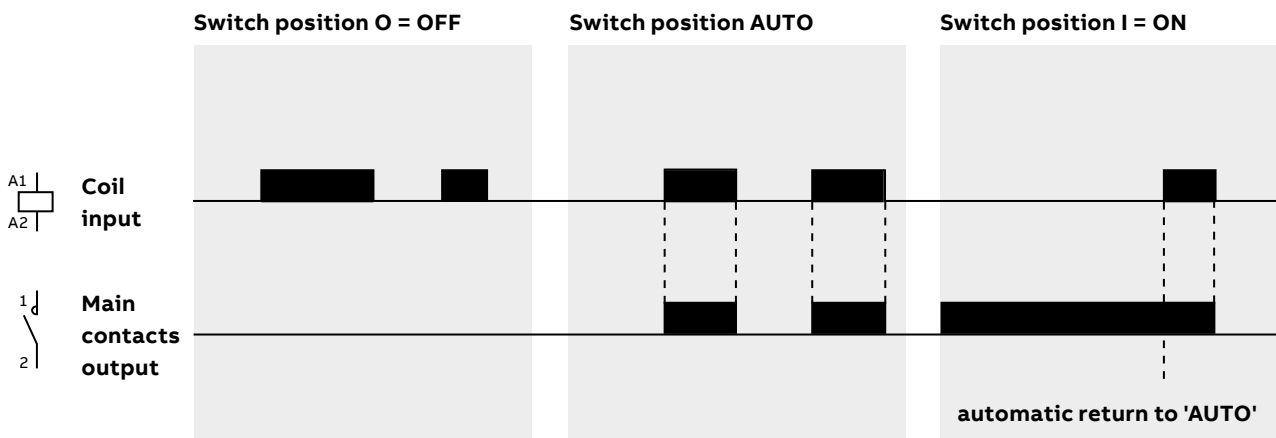 Switch position O = OFF
Switch position AUTO
Switch position I = ON
A1
A2
Coil
input
1
2
Main
contacts
output
automatic return to 'AUTO'